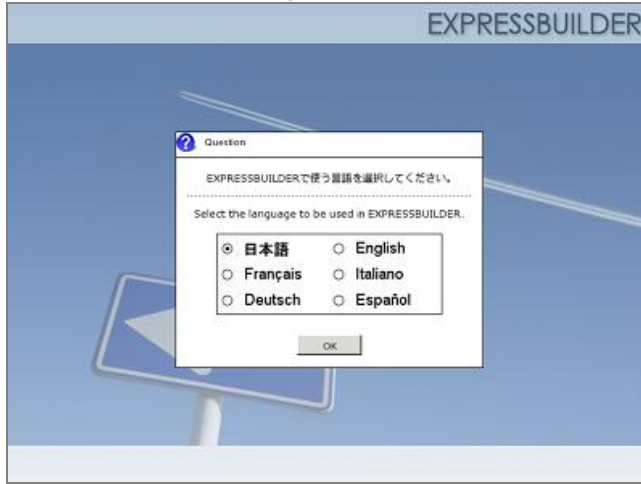 EXPRESSBUILDER
Question
EXPRESSBUILDERで使う言語を選択してください。
Select the language to be used in EXPRESSBUILDER.
日本語 English
Français Italiano
Deutsch Español
OK